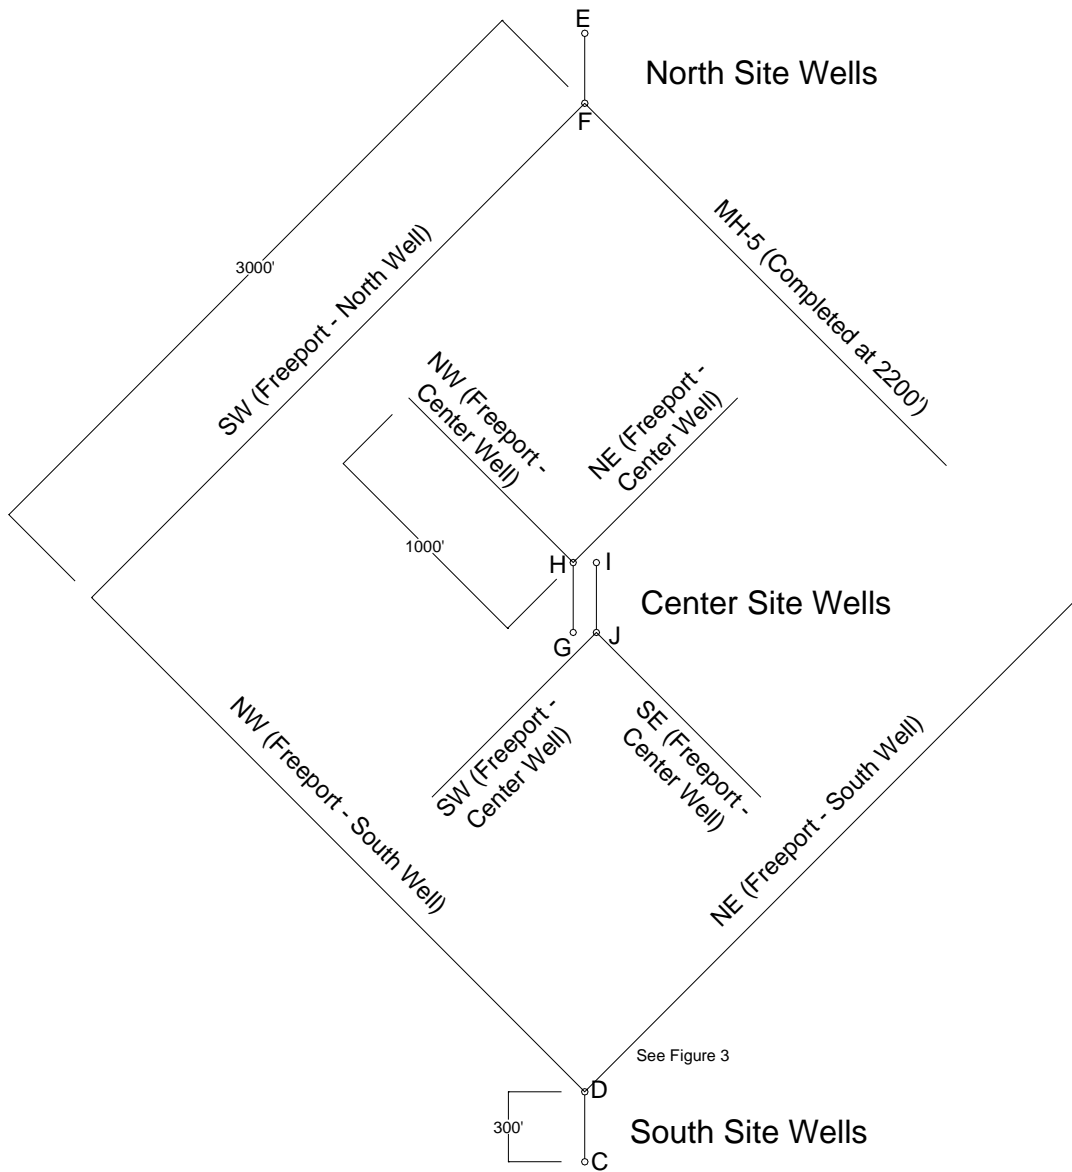 E
North Site Wells
F
MH-5 (Completed at 2200')
SW (Freeport - North Well)
3000'
NW (Freeport -
Center Well)
NE (Freeport -
Center Well)
1000'
H
I
Center Site Wells
G
J
NW (Freeport - South Well)
SW (Freeport -
Center Well)
SE (Freeport -
Center Well)
NE (Freeport - South Well)
See Figure 3
D
300'
South Site Wells
C